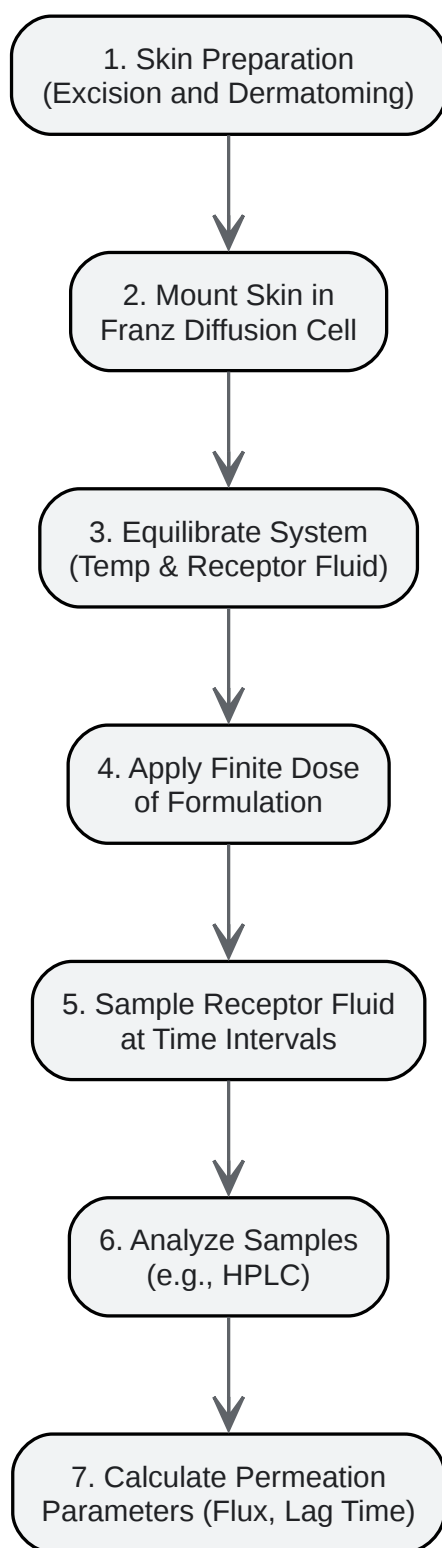 1. Skin Preparation
(Excision and Dermatoming)
2. Mount Skin in
Franz Diffusion Cell
3. Equilibrate System
(Temp & Receptor Fluid)
4. Apply Finite Dose
of Formulation
5. Sample Receptor Fluid
at Time Intervals
6. Analyze Samples
(e.g., HPLC)
7. Calculate Permeation
Parameters (Flux, Lag Time)